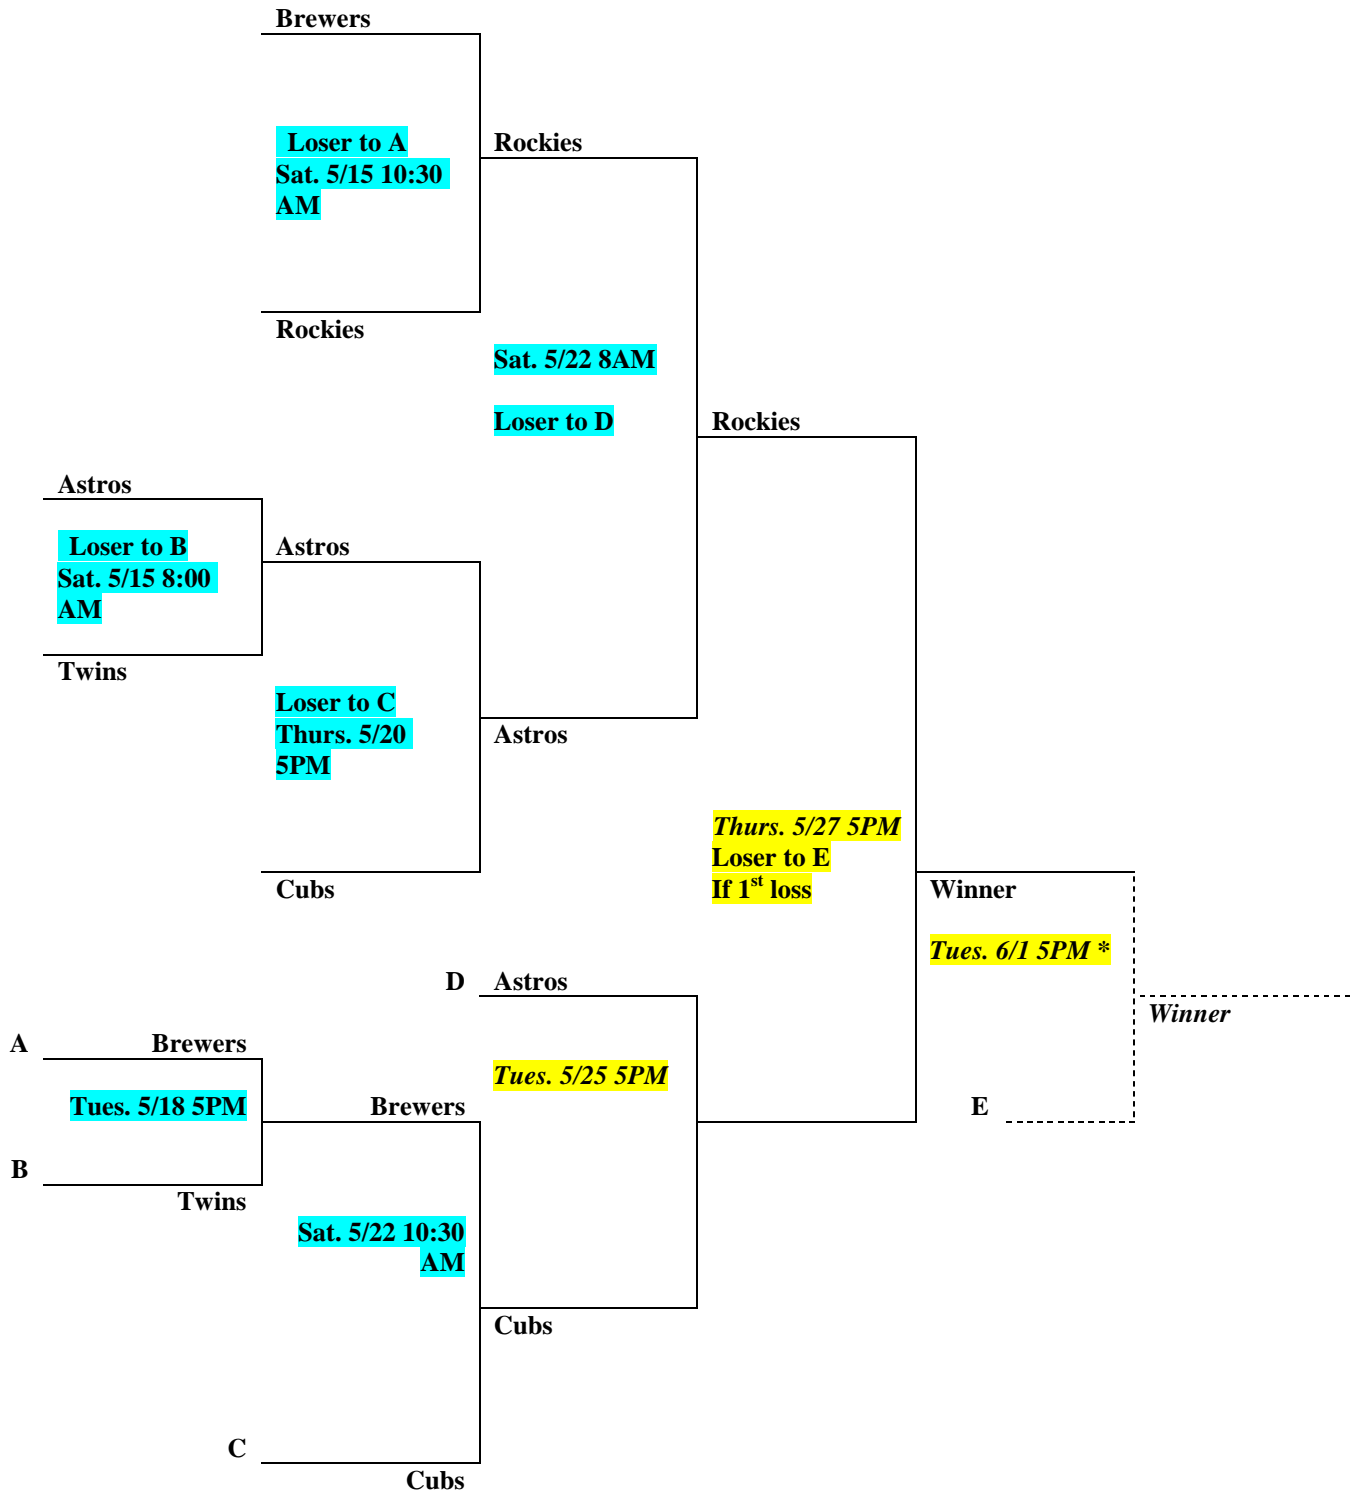 Brewers
Loser to A
Sat. 5/15 10:30
AM
Rockies
Rockies
Sat. 5/22 8AM
Loser to D
Rockies
Astros
Loser to B
Sat. 5/15 8:00
AM
Astros
Twins
Loser to C
Thurs. 5/20
5PM
Astros
Cubs
Thurs. 5/27 5PM
Loser to E
If 1st loss
Winner
Tues. 6/1 5PM *
D Astros
Winner
A Brewers
Tues. 5/25 5PM
Tues. 5/18 5PM
Brewers
E
B
Twins
Sat. 5/22 10:30
AM
Cubs
C
Cubs